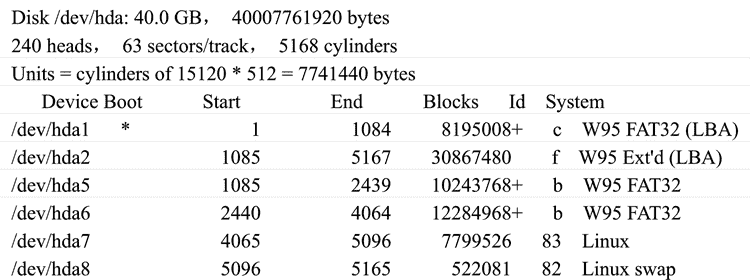 Disk /dev/hda: 40.0 GB， 40007761920 bytes
240 heads， 63 sectors/track， 5168 cylinders
Units = cylinders of 15120 * 512 = 7741440 bytes
Device Boot Start End Blocks Id System
/dev/hda1 * 1 1084 8195008+ c W95 FAT32 (LBA)
/dev/hda2 1085 5167 30867480 f W95 Ext'd (LBA)
/dev/hda5 1085 2439 10243768+ b W95 FAT32
/dev/hda6 2440 4064 12284968+ b W95 FAT32
/dev/hda7 4065 5096 7799526 83 Linux
/dev/hda8 5096 5165 522081 82 Linux swap